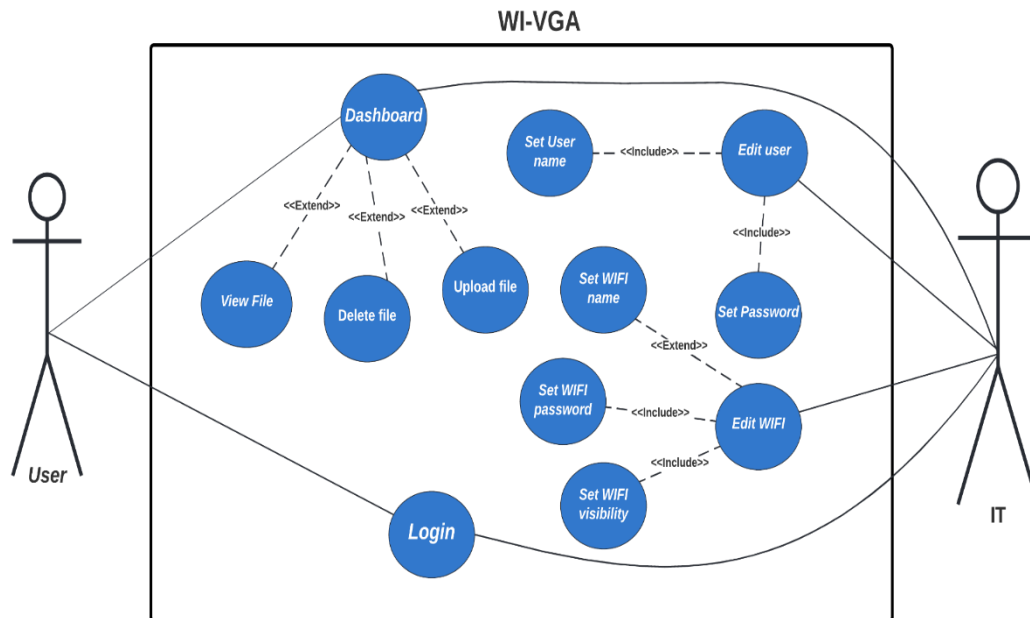 WI-VGA
Dashboard
Set User
name
<<Include>>
Edit user
<<Extend>>
<<Extend>>
<<Extend>>
<<Include>>
View File
Delete file
Upload file
Set WIFI
name
Set Password
<<Extend>>
Set WIFI
password
<<Include>>
Edit WIFI
<<Include>>
Set WIFI
visibility
User
Login
IT